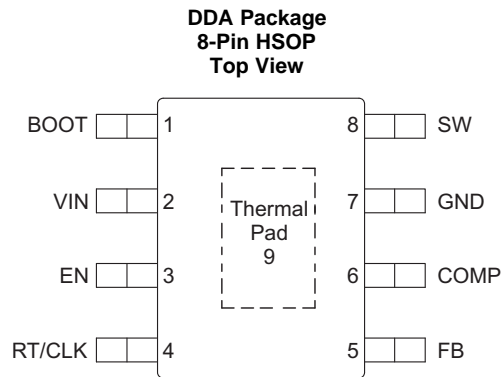 DDA Package
8-Pin HSOP
Top View
BOOT 1 8 SW
VIN 2 7 GND
Thermal
Pad
9
EN 3 6 COMP
RT/CLK 4 5 FB